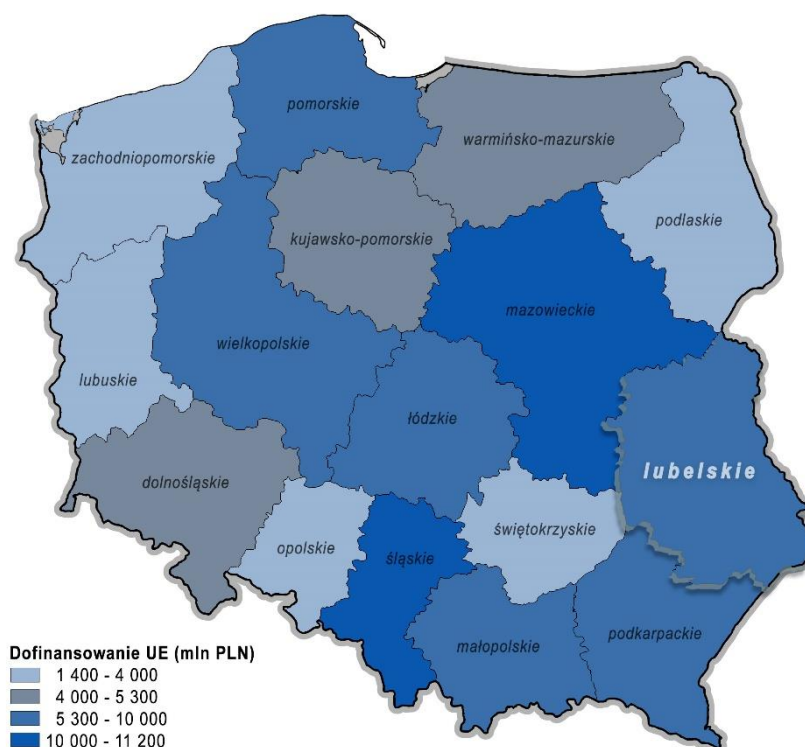 pomorskie
warmińsko-mazurskie
zachodniopomorskie
podlaskie
kujawsko-pomorskie
mazowieckie
wielkopolskie
lubuskie
łódzkie
lubelskie
dolnośląskie
świętokrzyskie
opolskie
śląskie
podkarpackie
małopolskie
Dofinansowanie UE (mln PLN)
1 400 - 4 000
4 000 - 5 300
5 300 - 10 000
10 000 - 11 200